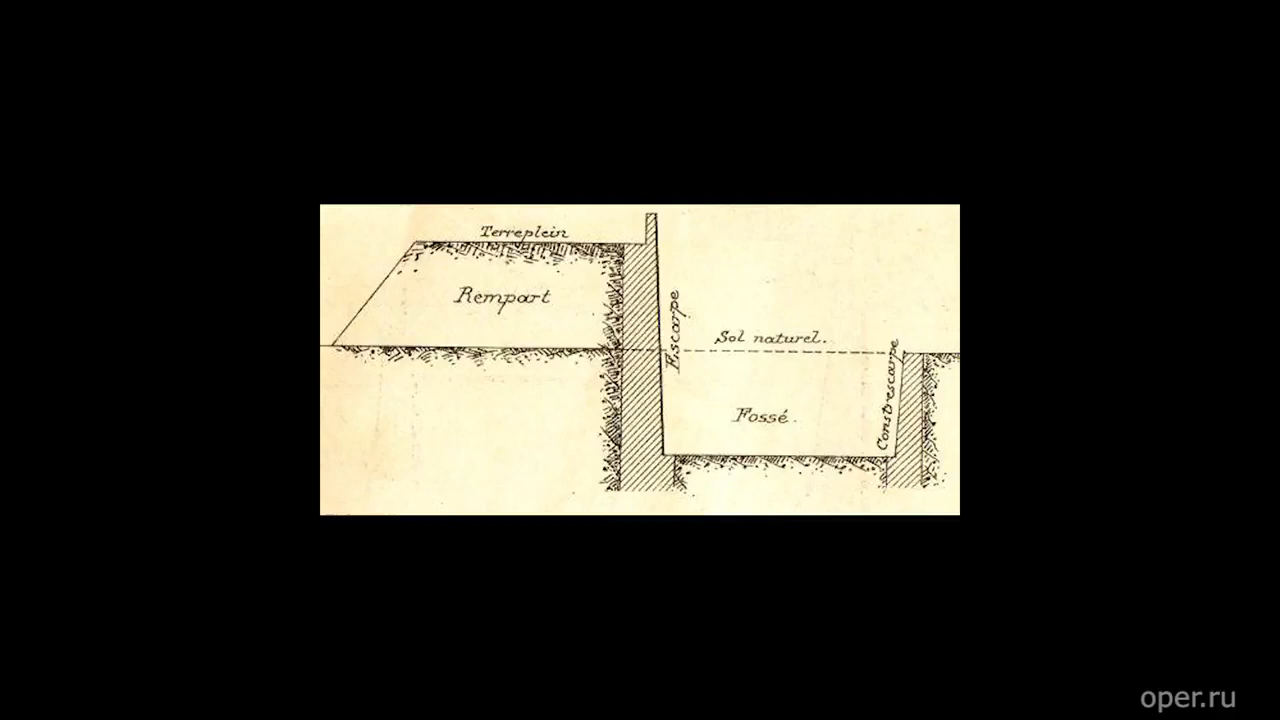 Terreplein
Rempart
Escarpe
Sol naturel.
Contrescarpe
Fossé.
oper.ru